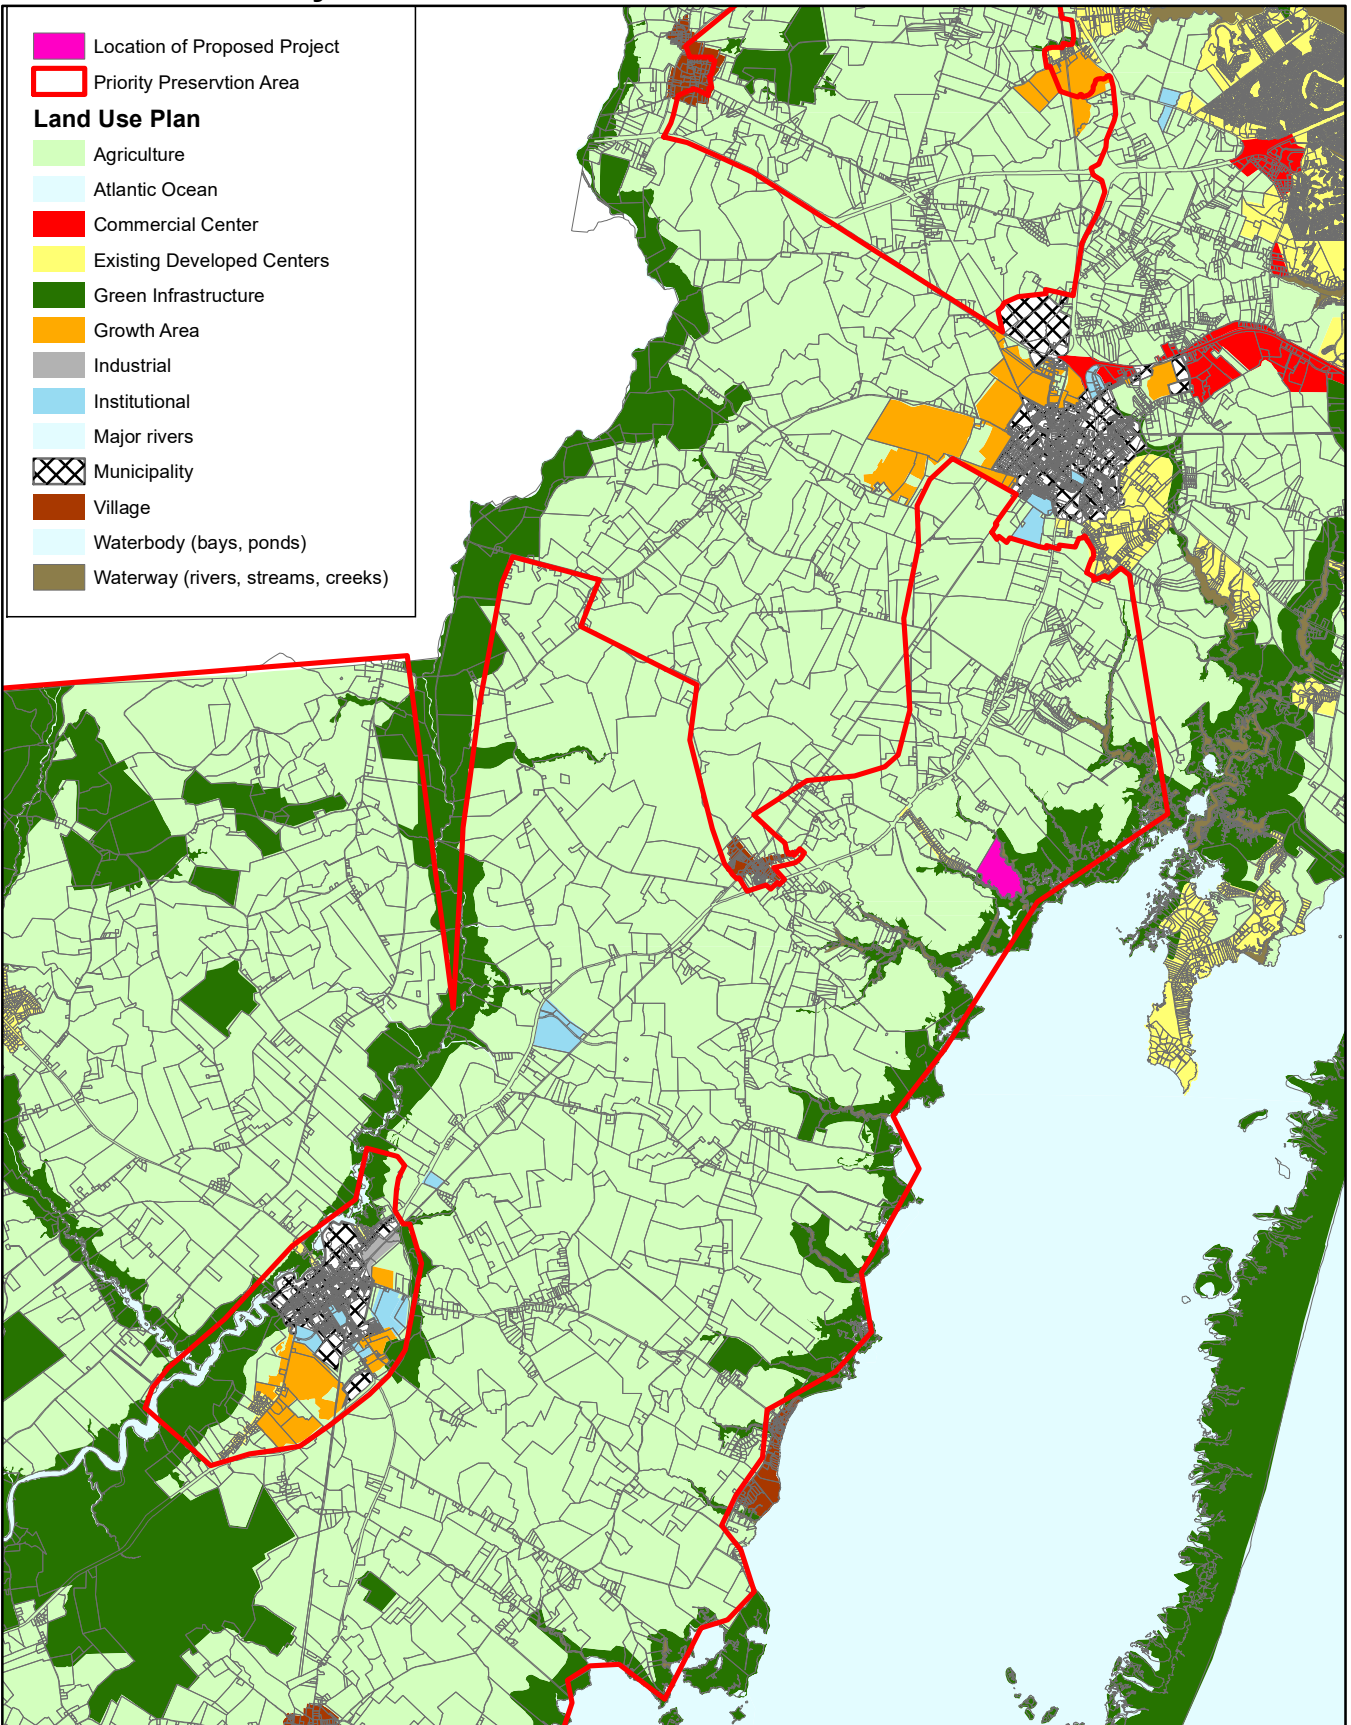 Location of Proposed Project
Priority Preservtion Area
Land Use Plan
Agriculture
Atlantic Ocean
Commercial Center
Existing Developed Centers
Green Infrastructure
Growth Area
Industrial
Institutional
Major rivers
Municipality
Village
Waterbody (bays, ponds)
Waterway (rivers, streams, creeks)